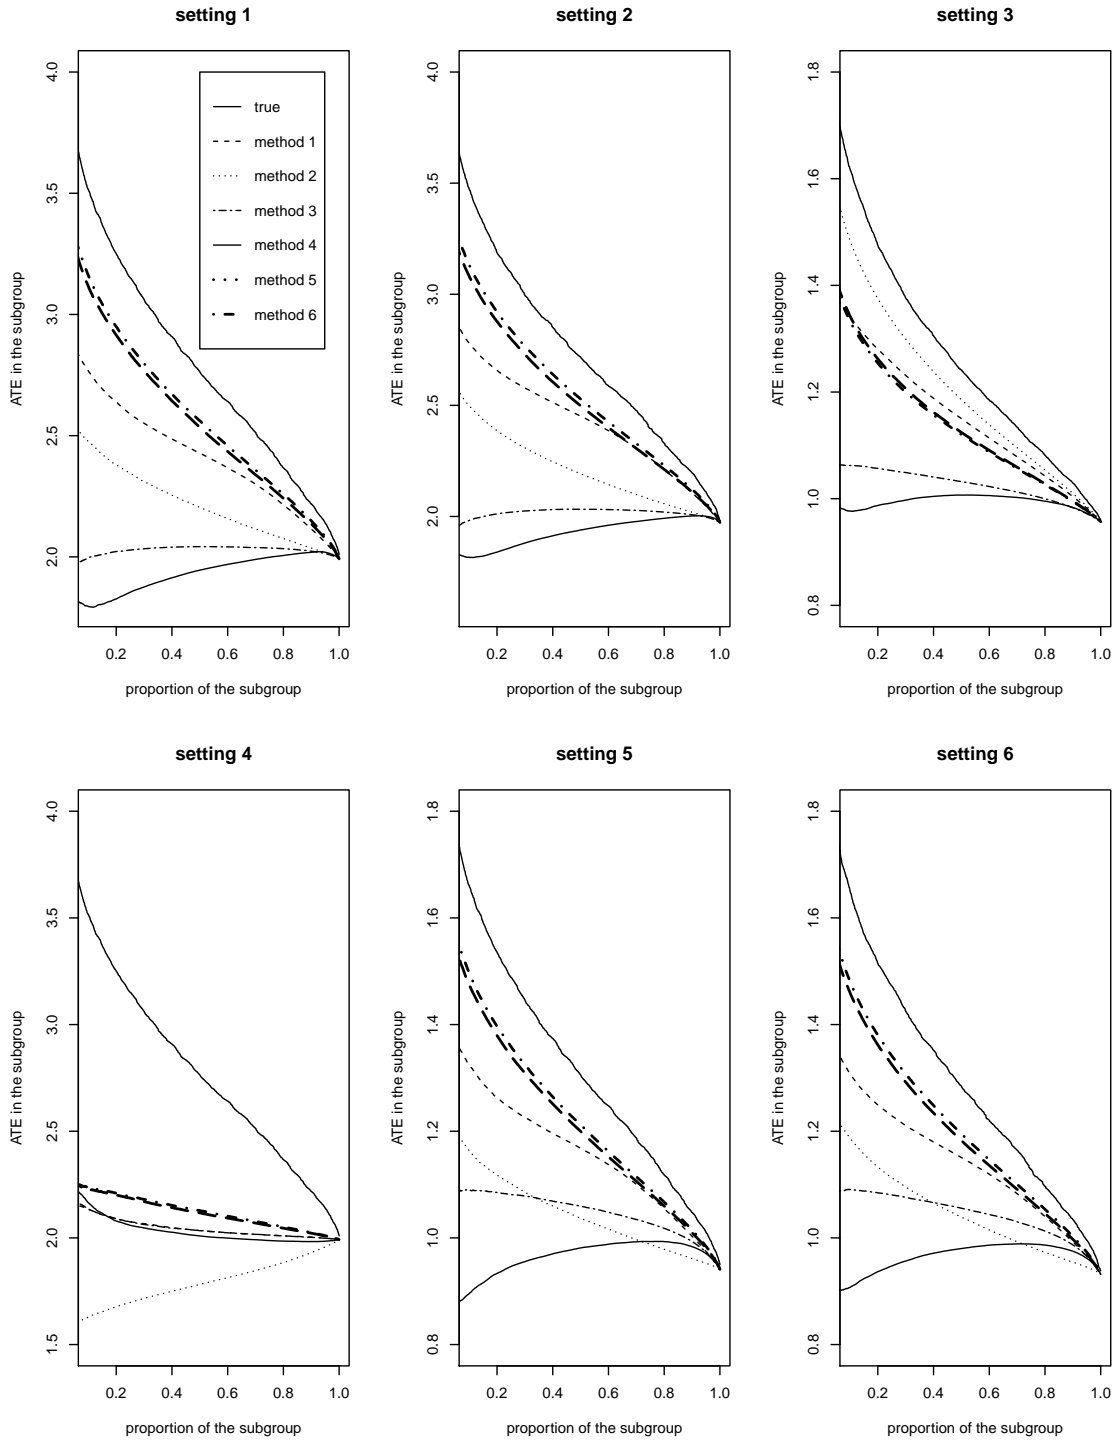 setting 1
4.0
3.5
3.0
2.5
2.0
ATE in the subgroup
true
method 1
method 2
method 3
method 4
method 5
method 6
0.2 0.4 0.6 0.8 1.0
proportion of the subgroup
setting 2
4.0
3.5
3.0
2.5
2.0
ATE in the subgroup
0.2 0.4 0.6 0.8 1.0
proportion of the subgroup
setting 3
1.8
1.6
1.4
1.2
1.0
0.8
ATE in the subgroup
0.2 0.4 0.6 0.8 1.0
proportion of the subgroup
setting 4
4.0
3.5
3.0
2.5
2.0
1.5
ATE in the subgroup
0.2 0.4 0.6 0.8 1.0
proportion of the subgroup
setting 5
1.8
1.6
1.4
1.2
1.0
0.8
ATE in the subgroup
0.2 0.4 0.6 0.8 1.0
proportion of the subgroup
setting 6
1.8
1.6
1.4
1.2
1.0
0.8
ATE in the subgroup
0.2 0.4 0.6 0.8 1.0
proportion of the subgroup